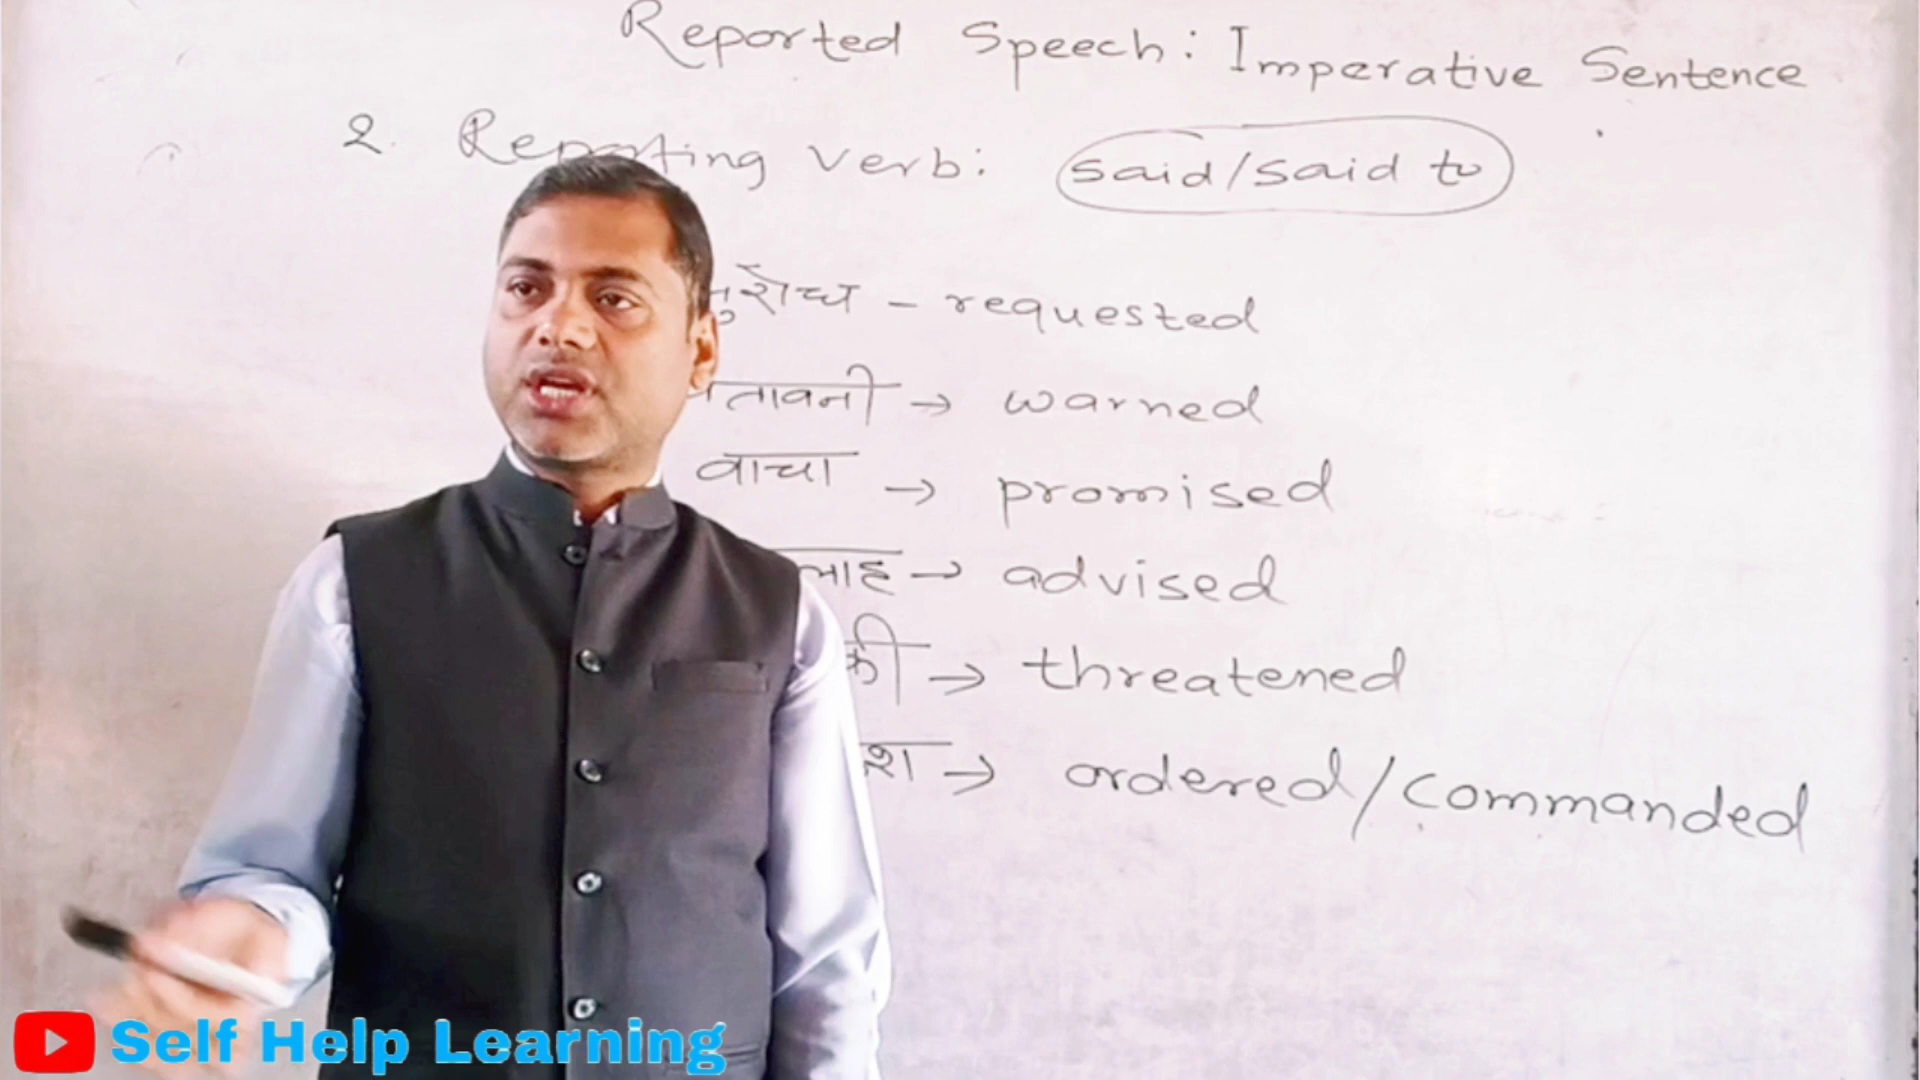 Reported Speech: Imperative Sentence
2. Reporting Verb: said/said to
- requested
→ warned
वाचा → promised
→ advised
→ threatened
→ ordered/commanded
Self Help Learning